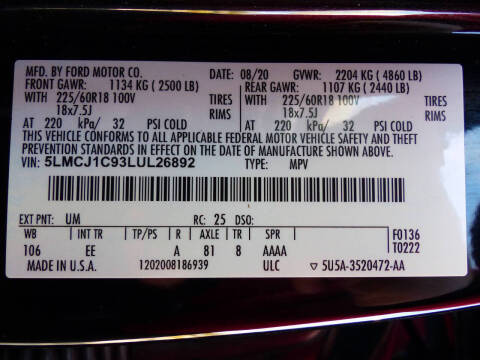 MFD. BY FORD MOTOR CO. DATE: 08/20 GVWR: 2204 KG ( 4860 LB)
FRONT GAWR: 1134 KG ( 2500 LB) REAR GAWR: 1107 KG ( 2440 LB)
WITH 225/60R18 100V TIRES WITH 225/60R18 100V TIRES
18x7.5J RIMS 18x7.5J RIMS
AT 220 kPa/ 32 PSI COLD AT 220 kPa/ 32 PSI COLD
THIS VEHICLE CONFORMS TO ALL APPLICABLE FEDERAL MOTOR VEHICLE SAFETY AND THEFT
PREVENTION STANDARDS IN EFFECT ON THE DATE OF MANUFACTURE SHOWN ABOVE.
VIN: 5LMCJ1C93LUL26892 TYPE: MPV
EXT PNT: UM RC: 25 DSO:
WB INT TR TP/PS R AXLE TR SPR F0136
106 EE A 81 8 AAAA T0222
MADE IN U.S.A. 1202008186939 ULC ▽ 5U5A-3520472-AA